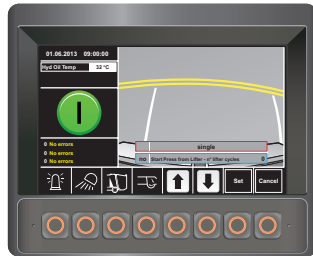 01.06.2013 09:00:00
Hyd Oil Temp 32 °C
I
0 No errors
0 No errors
0 No errors
single
no Start Press from Lifter - n° lifter cycles 0
Set
Cancel